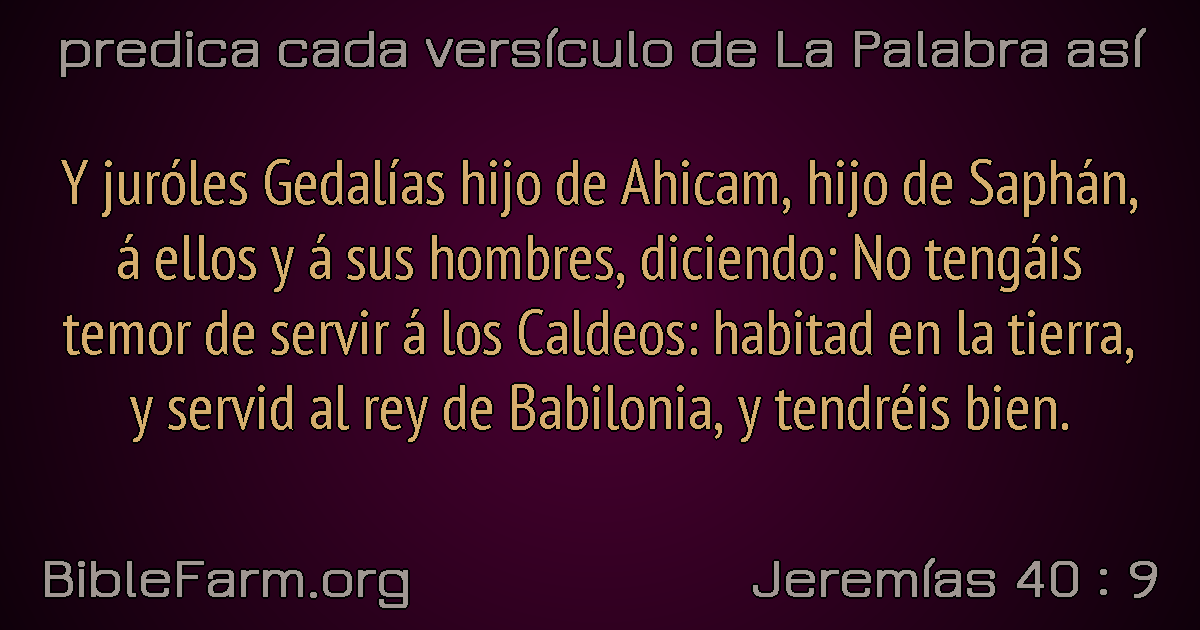 predica cada versículo de La Palabra así
Y juróles Gedalías hijo de Ahicam, hijo de Saphán,
á ellos y á sus hombres, diciendo: No tengáis
temor de servir á los Caldeos: habitad en la tierra,
y servid al rey de Babilonia, y tendréis bien.
BibleFarm.org
Jeremías 40 : 9